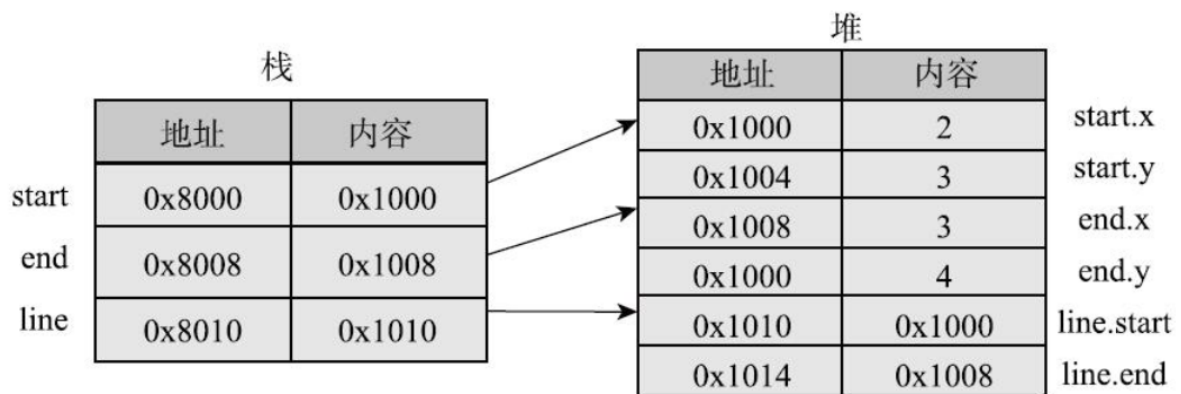 栈
地址 内容
start 0x8000 0x1000
end 0x8008 0x1008
line 0x8010 0x1010
堆
地址 内容
0x1000 2 start.x
0x1004 3 start.y
0x1008 3 end.x
0x1000 4 end.y
0x1010 0x1000 line.start
0x1014 0x1008 line.end